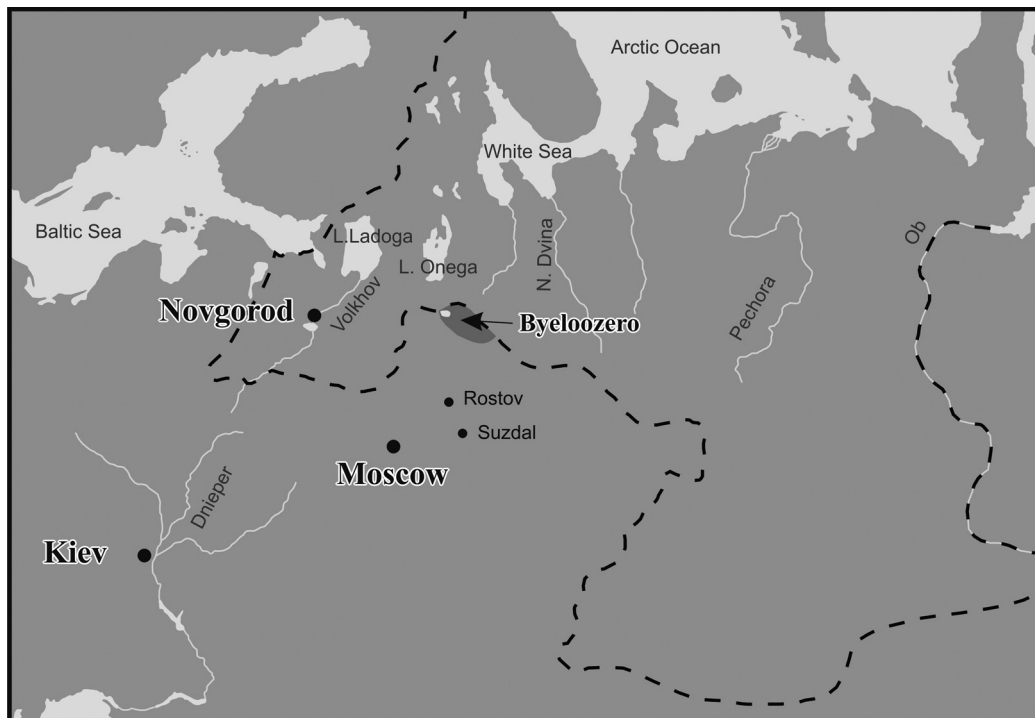 Arctic Ocean
White Sea
Baltic Sea
L.Ladoga
L. Onega
N. Dvina
Ob
Pechora
Volkhov
Novgorod
Byeloozero
Rostov
Suzdal
Moscow
Dnieper
Kiev